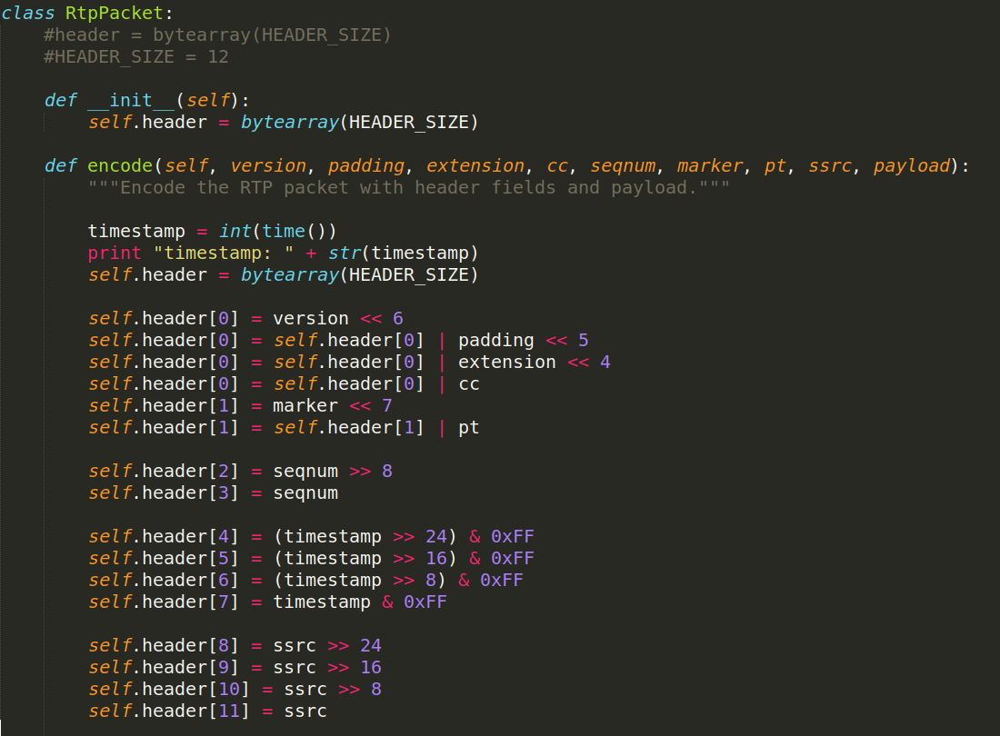 class RtpPacket:
    #header = bytearray(HEADER_SIZE)
    #HEADER_SIZE = 12

    def __init__(self):
        self.header = bytearray(HEADER_SIZE)

    def encode(self, version, padding, extension, cc, seqnum, marker, pt, ssrc, payload):
        """Encode the RTP packet with header fields and payload."""

        timestamp = int(time())
        print "timestamp: " + str(timestamp)
        self.header = bytearray(HEADER_SIZE)

        self.header[0] = version << 6
        self.header[0] = self.header[0] | padding << 5
        self.header[0] = self.header[0] | extension << 4
        self.header[0] = self.header[0] | cc
        self.header[1] = marker << 7
        self.header[1] = self.header[1] | pt

        self.header[2] = seqnum >> 8
        self.header[3] = seqnum

        self.header[4] = (timestamp >> 24) & 0xFF
        self.header[5] = (timestamp >> 16) & 0xFF
        self.header[6] = (timestamp >> 8) & 0xFF
        self.header[7] = timestamp & 0xFF

        self.header[8] = ssrc >> 24
        self.header[9] = ssrc >> 16
        self.header[10] = ssrc >> 8
        self.header[11] = ssrc